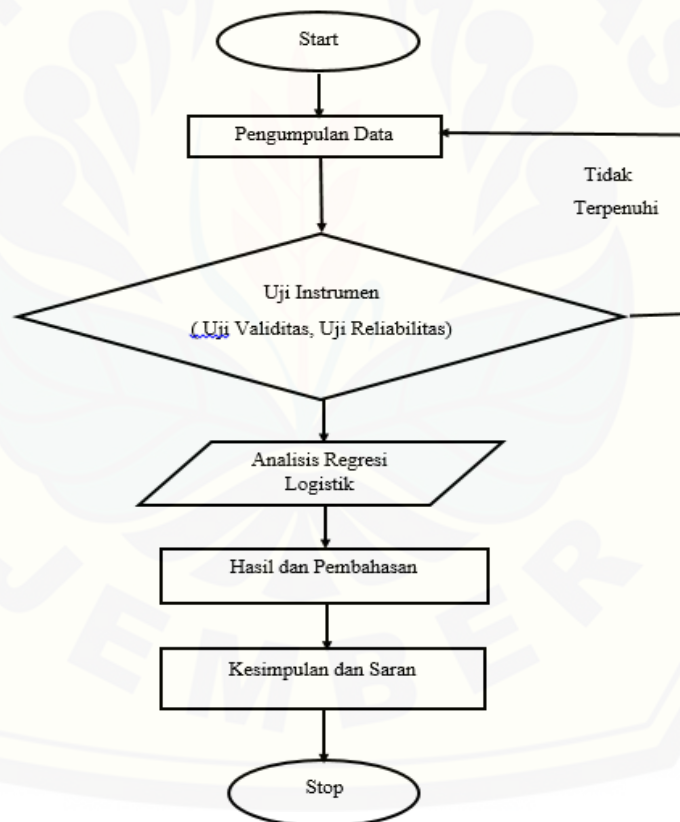 Start
Pengumpulan Data
Tidak
Terpenuhi
Uji Instrumen
( Uji Validitas, Uji Reliabilitas)
Analisis Regresi
Logistik
Hasil dan Pembahasan
Kesimpulan dan Saran
Stop
JEMBER